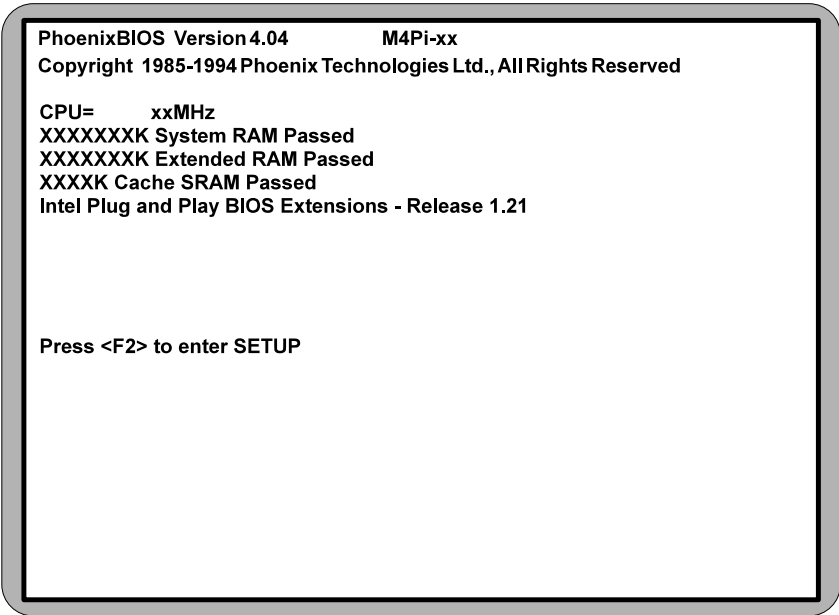 PhoenixBIOS Version 4.04 M4Pi-xx
Copyright 1985-1994 Phoenix Technologies Ltd., All Rights Reserved
CPU= xxMHz
XXXXXXXK System RAM Passed
XXXXXXXK Extended RAM Passed
XXXXK Cache SRAM Passed
Intel Plug and Play BIOS Extensions - Release 1.21
Press <F2> to enter SETUP